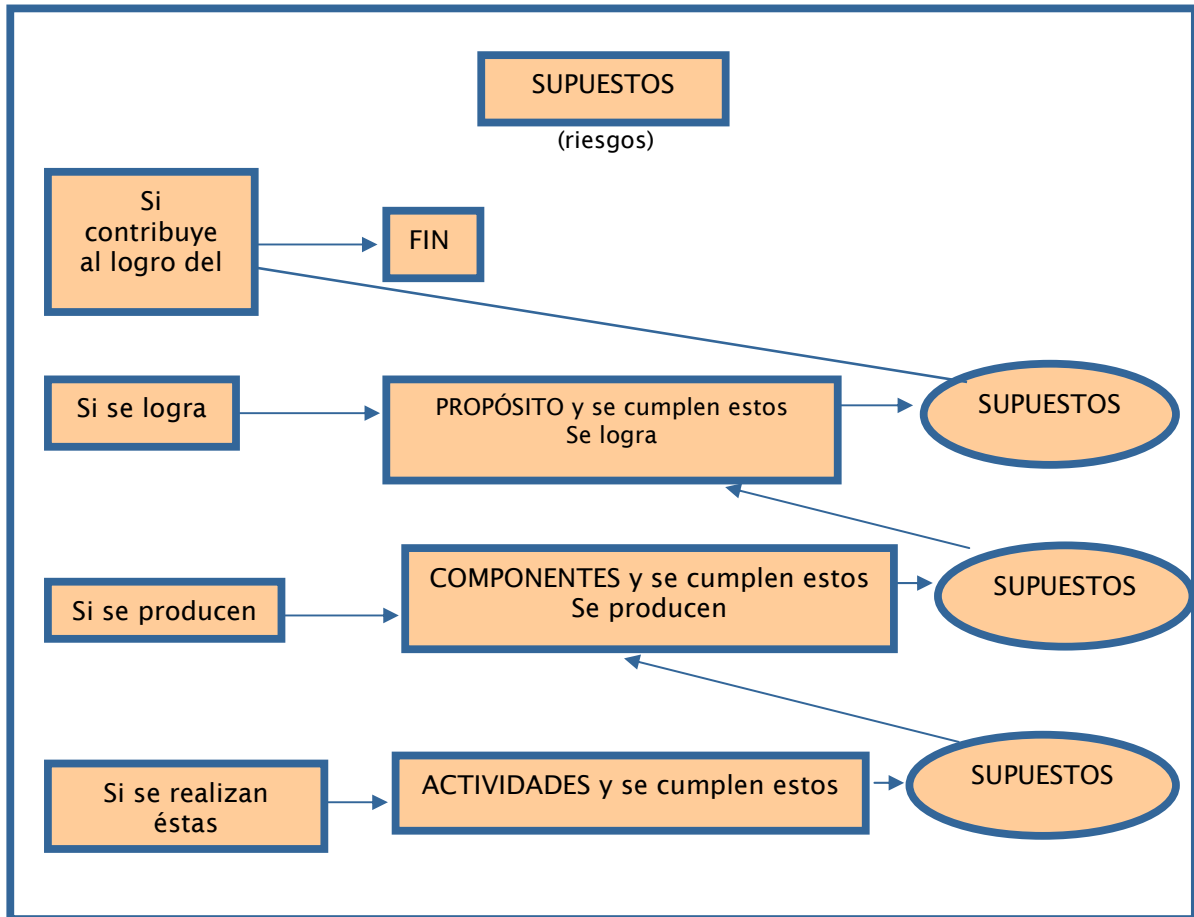 SUPUESTOS
(riesgos)
Si
contribuye
al logro del
FIN
Si se logra
PROPÓSITO y se cumplen estos
Se logra
SUPUESTOS
Si se producen
COMPONENTES y se cumplen estos
Se producen
SUPUESTOS
Si se realizan
éstas
ACTIVIDADES y se cumplen estos
SUPUESTOS